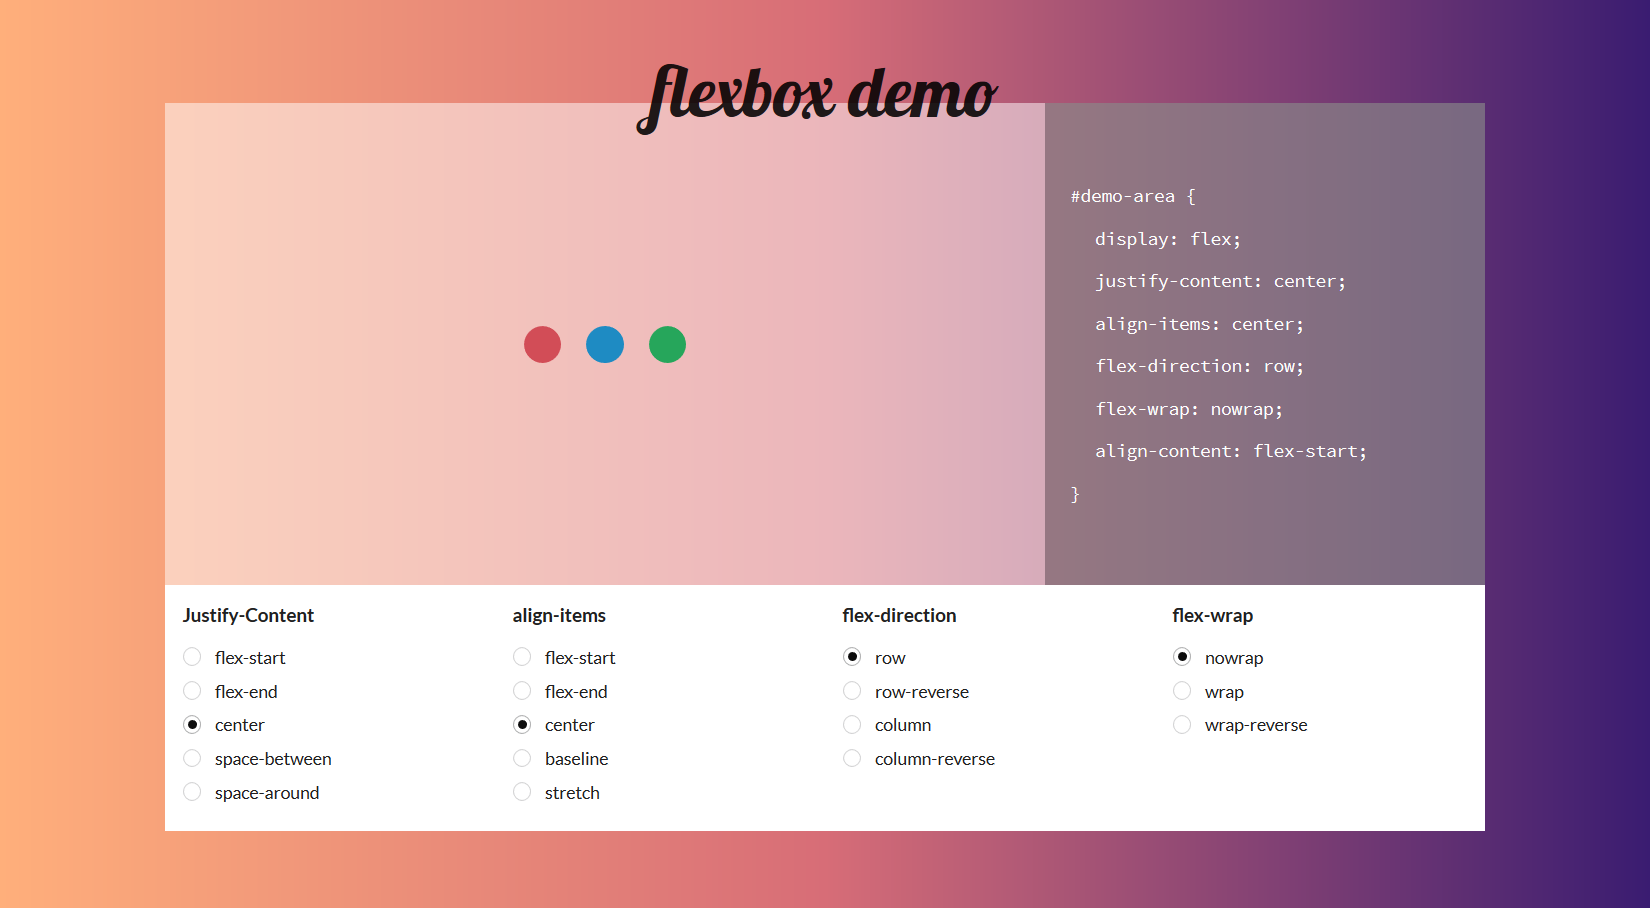 flexbox demo
#demo-area {
display: flex;
justify-content: center;
align-items: center;
flex-direction: row;
flex-wrap: nowrap;
align-content: flex-start;
}
Justify-Content
flex-start
flex-end
center
space-between
space-around
align-items
flex-start
flex-end
center
baseline
stretch
flex-direction
row
row-reverse
column
column-reverse
flex-wrap
nowrap
wrap
wrap-reverse